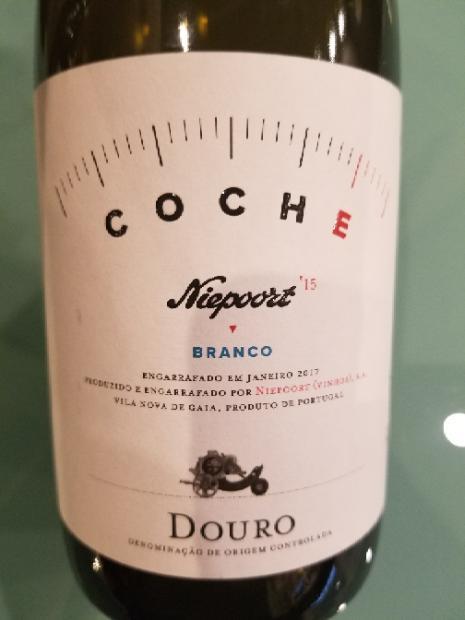 COCHE
Niepoort '15
BRANCO
ENGARRAFADO EM JANEIRO 2017
PRODUZIDO E ENGARRAFADO POR NIEPOORT (VINHOS), S.A.
VILA NOVA DE GAIA, PRODUTO DE PORTUGAL
DOURO
DENOMINAÇÃO DE ORIGEM CONTROLADA